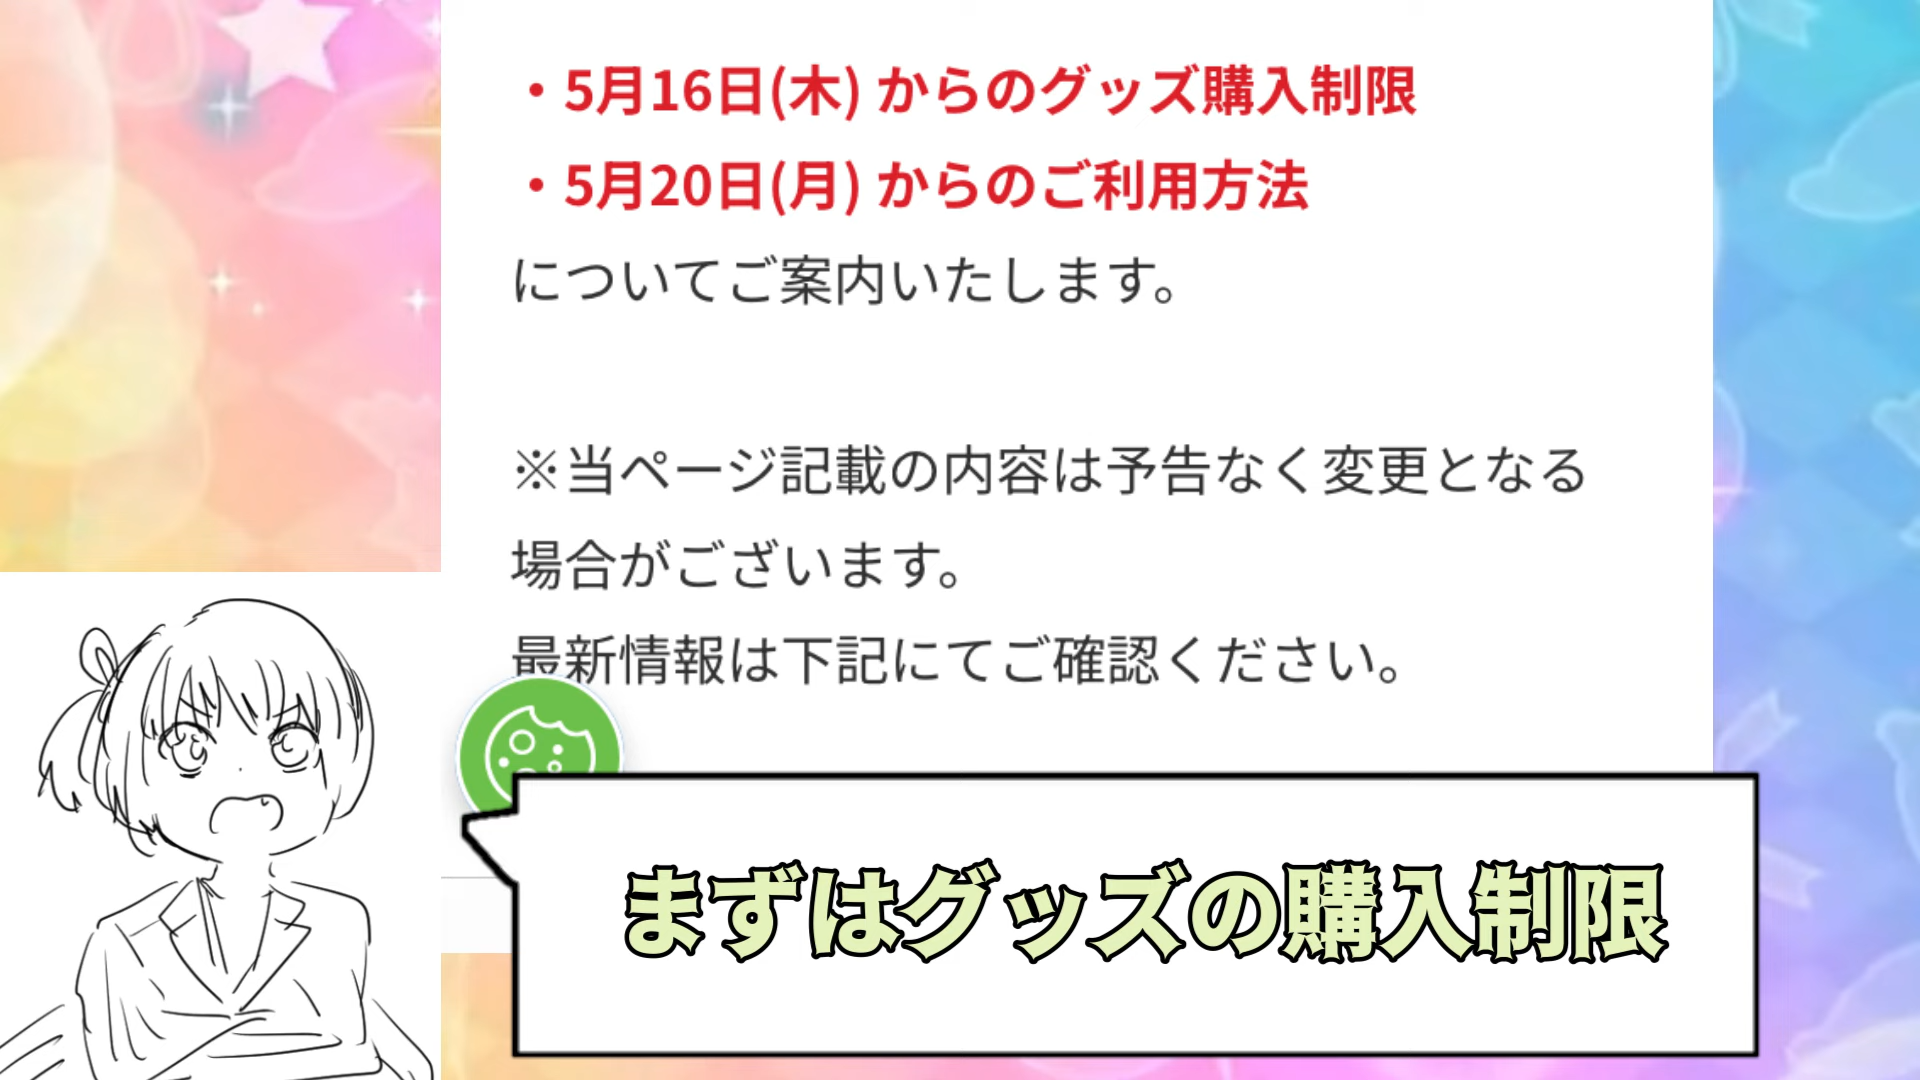 ・5月16日(木) からのグッズ購入制限
・5月20日(月) からのご利用方法
についてご案内いたします。
※当ページ記載の内容は予告なく変更となる
場合がございます。
最新情報は下記にてご確認ください。
まずはグッズの購入制限